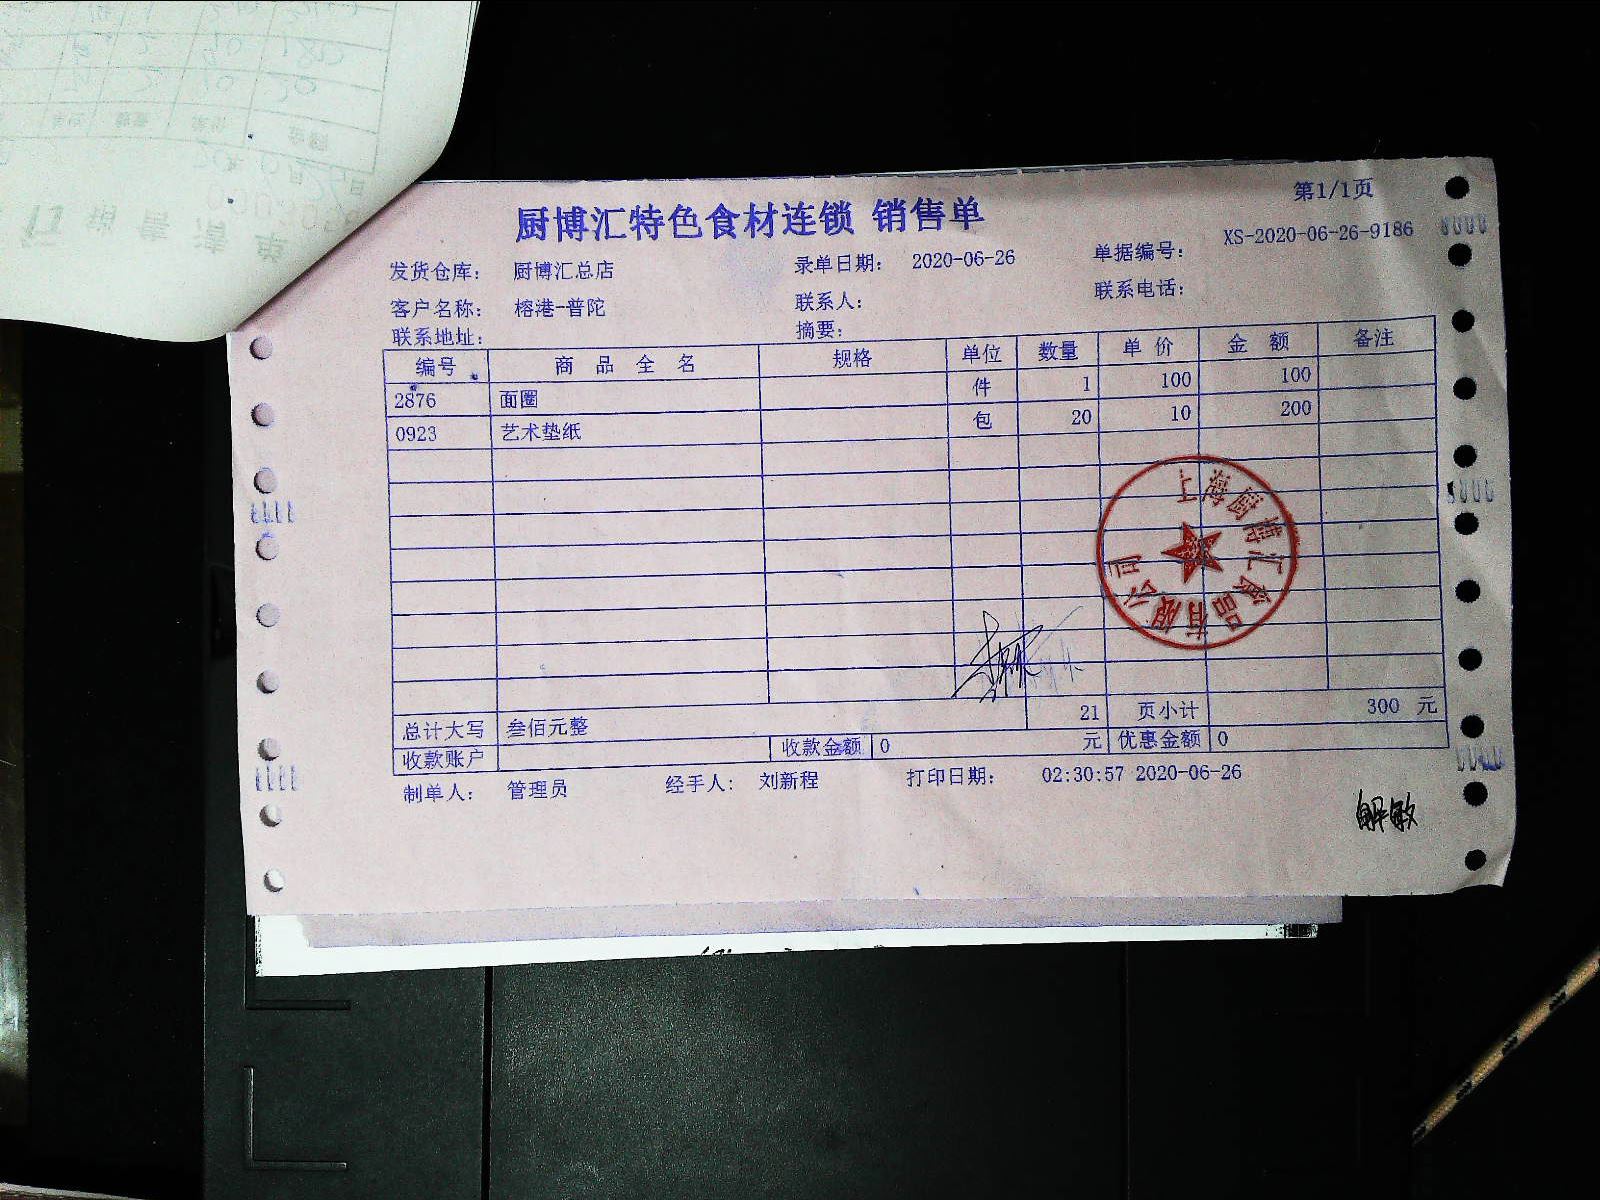 第1/1页
厨博汇特色食材连锁 销售单
发货仓库： 厨博汇总店 录单日期： 2020-06-26 单据编号： XS-2020-06-26-9186
客户名称： 榕港-普陀 联系人： 联系电话：
联系地址： 摘要：
编号 商品全名 规格 单位 数量 单价 金额 备注
2876 面圈 件 1 100 100
0923 艺术垫纸 包 20 10 200
上海厨博汇食品有限公司
总计大写 叁佰元整 21 页小计 300 元
收款账户 收款金额 0 元 优惠金额 0
制单人： 管理员 经手人： 刘新程 打印日期： 02:30:57 2020-06-26
解敏